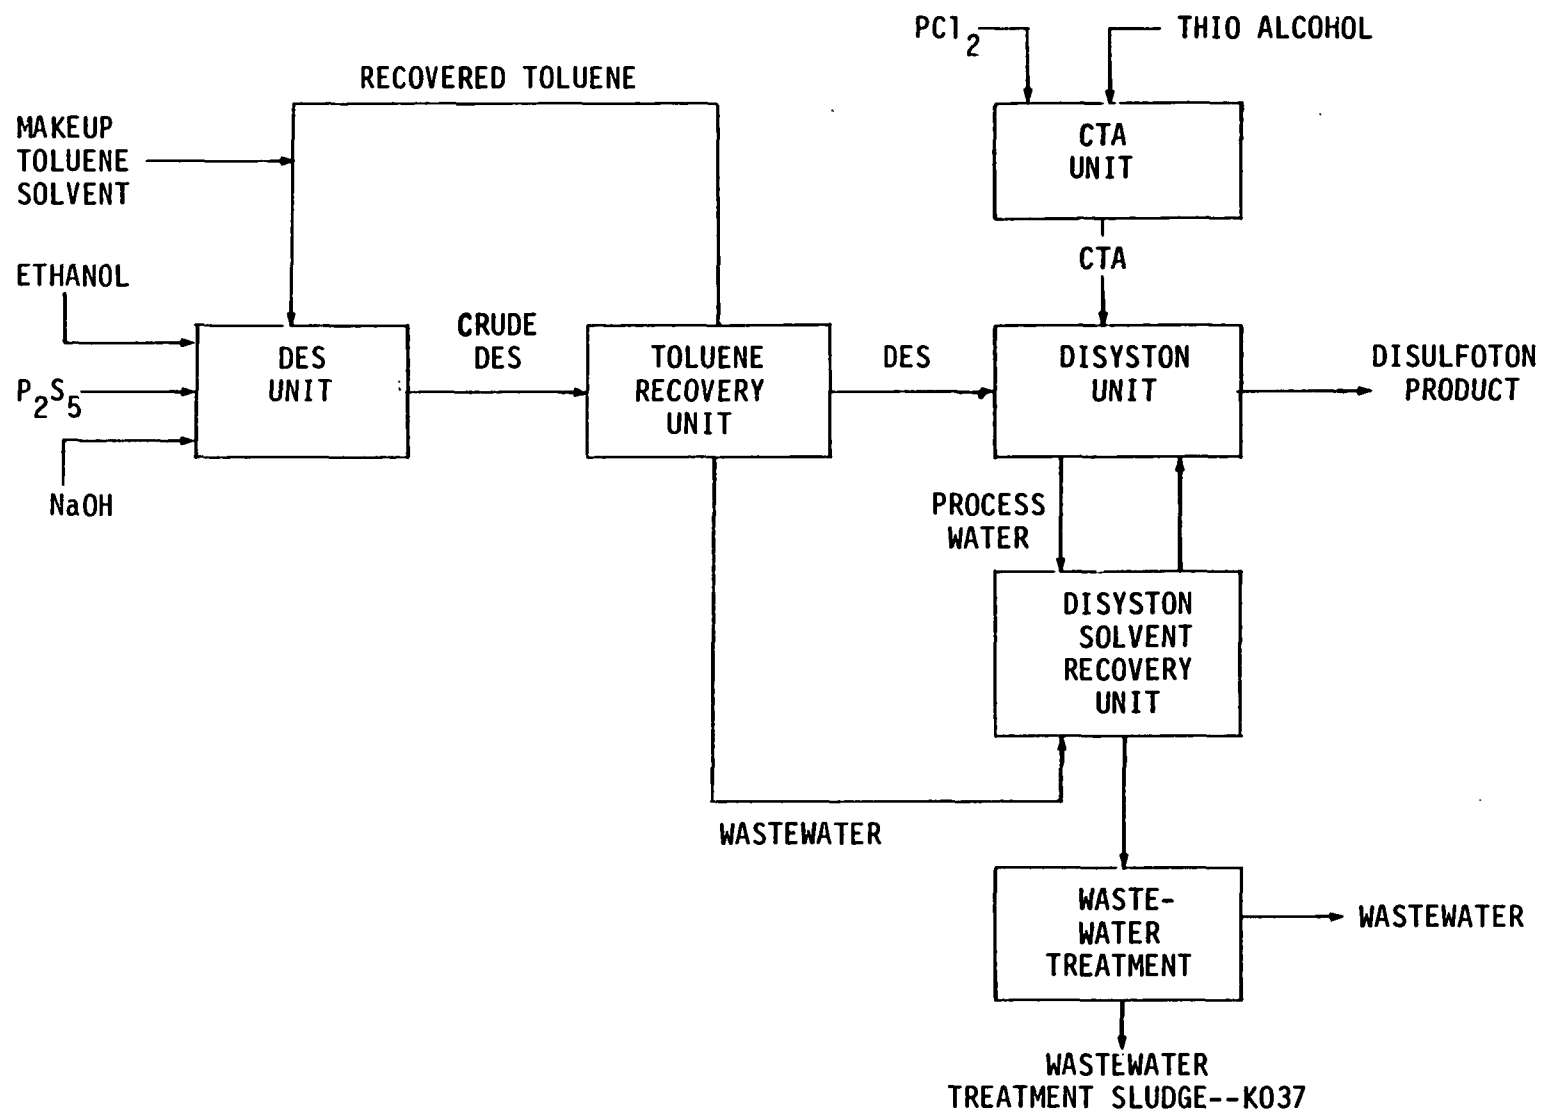 PCl2
THIO ALCOHOL
RECOVERED TOLUENE
MAKEUP
TOLUENE
SOLVENT
CTA
UNIT
CTA
ETHANOL
P2S5
NaOH
DES
UNIT
CRUDE
DES
TOLUENE
RECOVERY
UNIT
DES
DISYSTON
UNIT
DISULFOTON
PRODUCT
PROCESS
WATER
DISYSTON
SOLVENT
RECOVERY
UNIT
WASTEWATER
WASTE-
WATER
TREATMENT
WASTEWATER
WASTEWATER
TREATMENT SLUDGE--K037